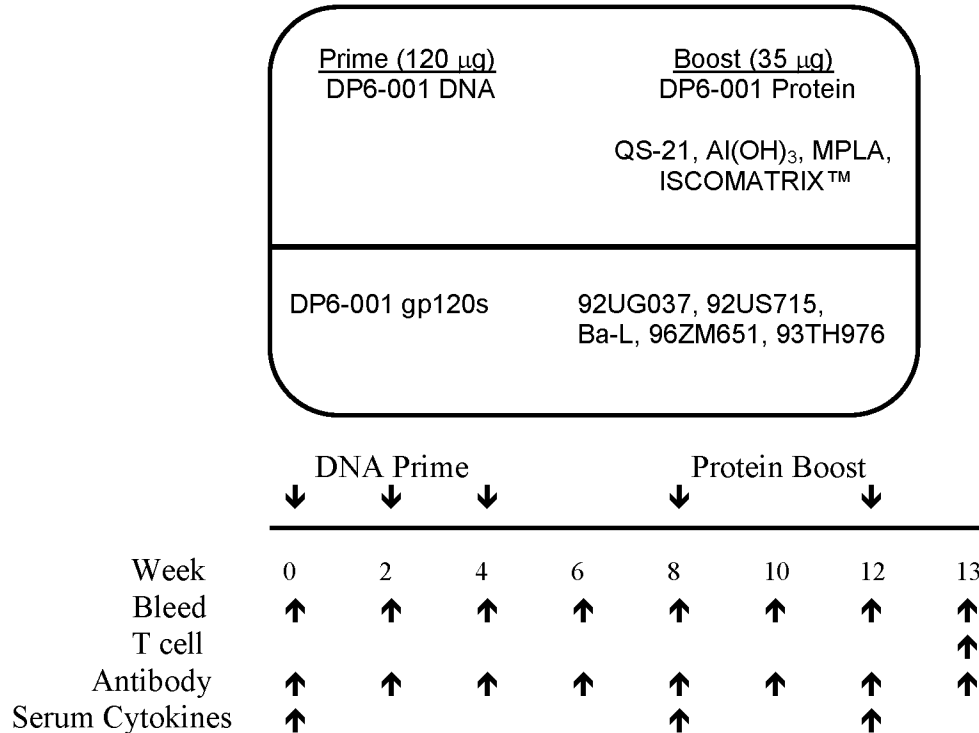 Prime (120 μg)
DP6-001 DNA
Boost (35 μg)
DP6-001 Protein
QS-21, Al(OH)₃, MPLA,
ISCOMATRIX™
DP6-001 gp120s
92UG037, 92US715,
Ba-L, 96ZM651, 93TH976
DNA Prime
Protein Boost
Week 0 2 4 6 8 10 12 13
Bleed
T cell
Antibody
Serum Cytokines